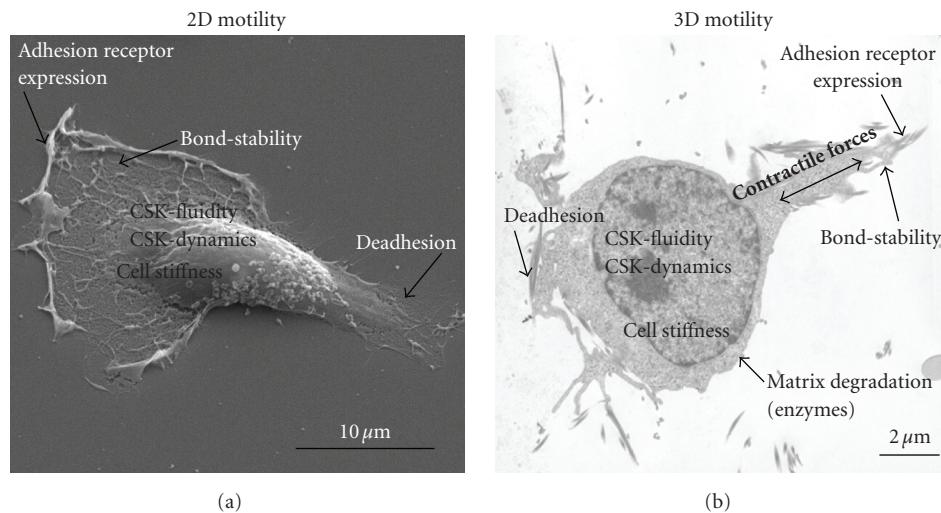 2D motility
Adhesion receptor
expression
Bond-stability
CSK-fluidity
CSK-dynamics
Cell stiffness
Deadhesion
10 µm
(a)
3D motility
Adhesion receptor
expression
Contractile forces
Deadhesion
Bond-stability
CSK-fluidity
CSK-dynamics
Cell stiffness
Matrix degradation
(enzymes)
2 µm
(b)